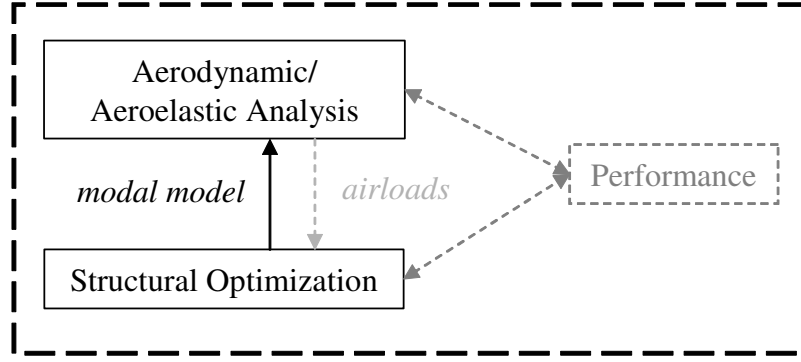 Aerodynamic/
Aeroelastic Analysis
modal model
airloads
Performance
Structural Optimization